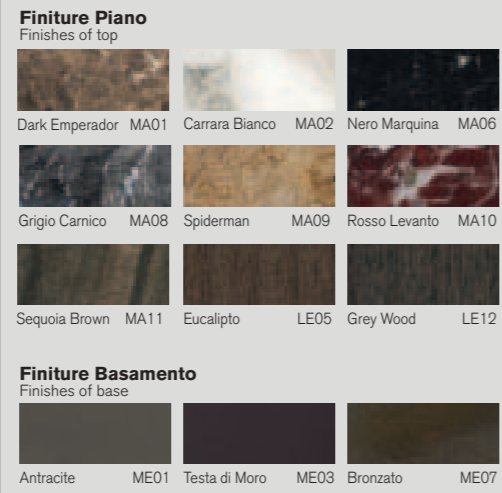 Finiture Piano
Finishes of top
Dark Emperador MA01 Carrara Bianco MA02 Nero Marquina MA06
Grigio Carnico MA08 Spiderman MA09 Rosso Levanto MA10
Sequoia Brown MA11 Eucalipto LE05 Grey Wood LE12
Finiture Basamento
Finishes of base
Antracite ME01 Testa di Moro ME03 Bronzato ME07